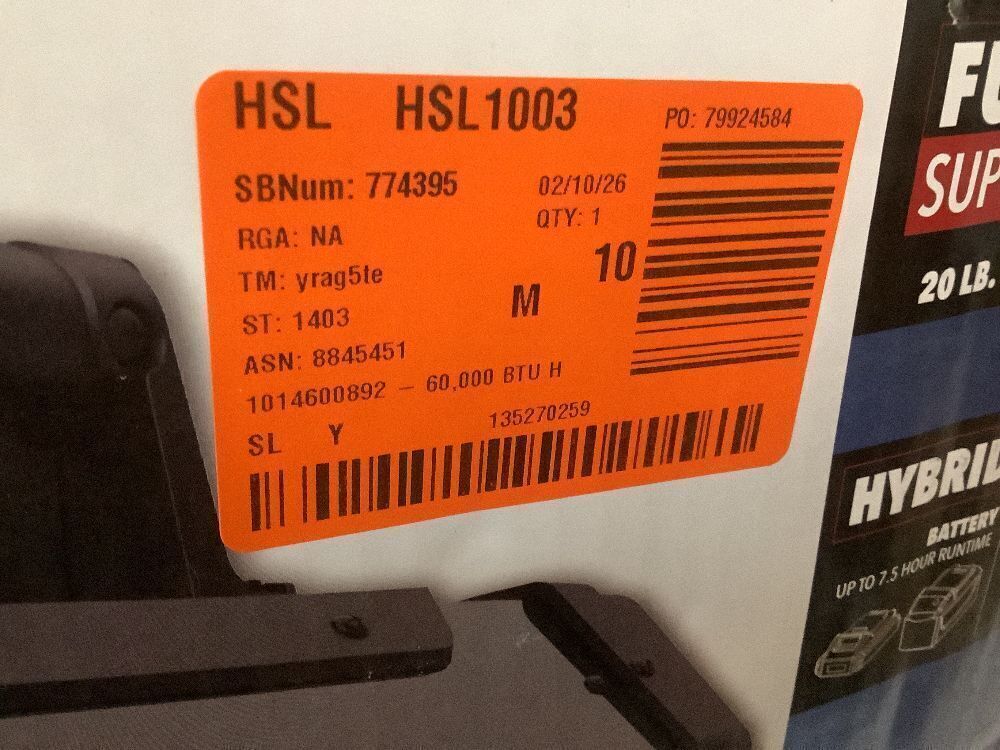 HSL HSL1003 PO: 79924584
SBNum: 774395 02/10/26
RGA: NA QTY: 1
TM: yrag5te 10
ST: 1403 M
ASN: 8845451
1014600892 - 60,000 BTU H
SL Y 135270259
SUP
20 LB.
HYBRID
BATTERY
UP TO 7.5 HOUR RUNTIME